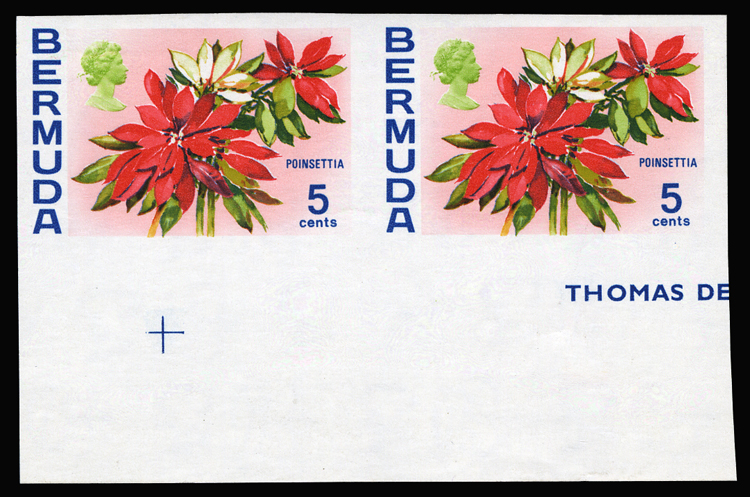 BERMUDA
POINSETTIA
5
cents
BERMUDA
POINSETTIA
5
cents
THOMAS DE